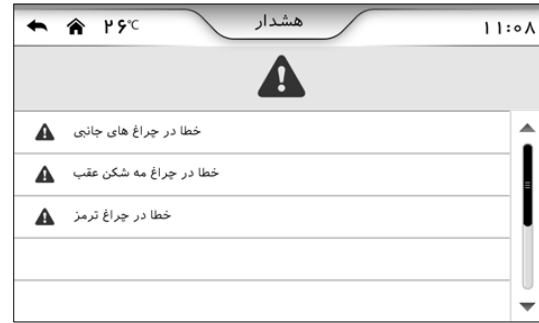 هشدار
۲۶°C
۱۱:۰۸
خطا در چراغ های جانبی
خطا در چراغ مه شکن عقب
خطا در چراغ ترمز